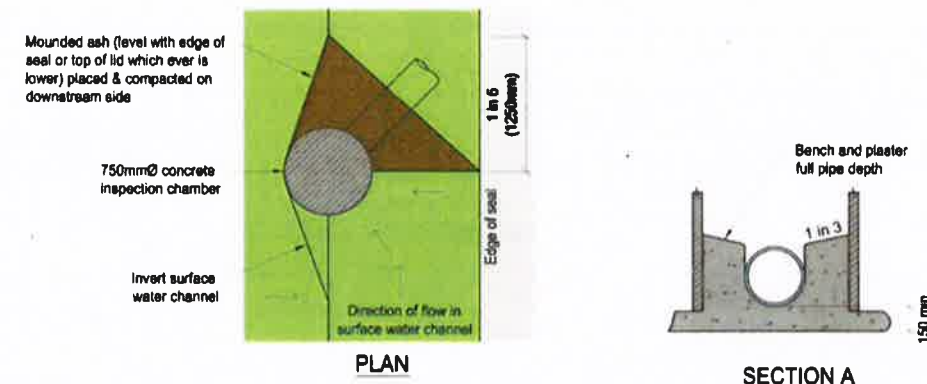 Mounded ash (level with edge of
seal or top of lid which ever is
lower) placed & compacted on
downstream side
1 in 6
(1250mm)
750mmØ concrete
inspection chamber
Edge of seal
Invert surface
water channel
Direction of flow in
surface water channel
PLAN
Bench and plaster
full pipe depth
1 in 3
150 min
SECTION A